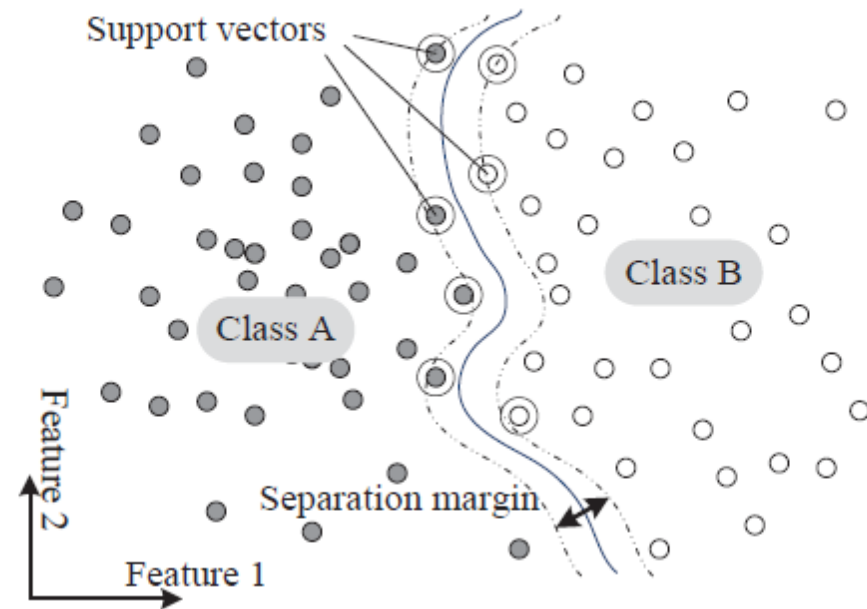 Support vectors
Class B
Class A
Separation margin
Feature 2
Feature 1